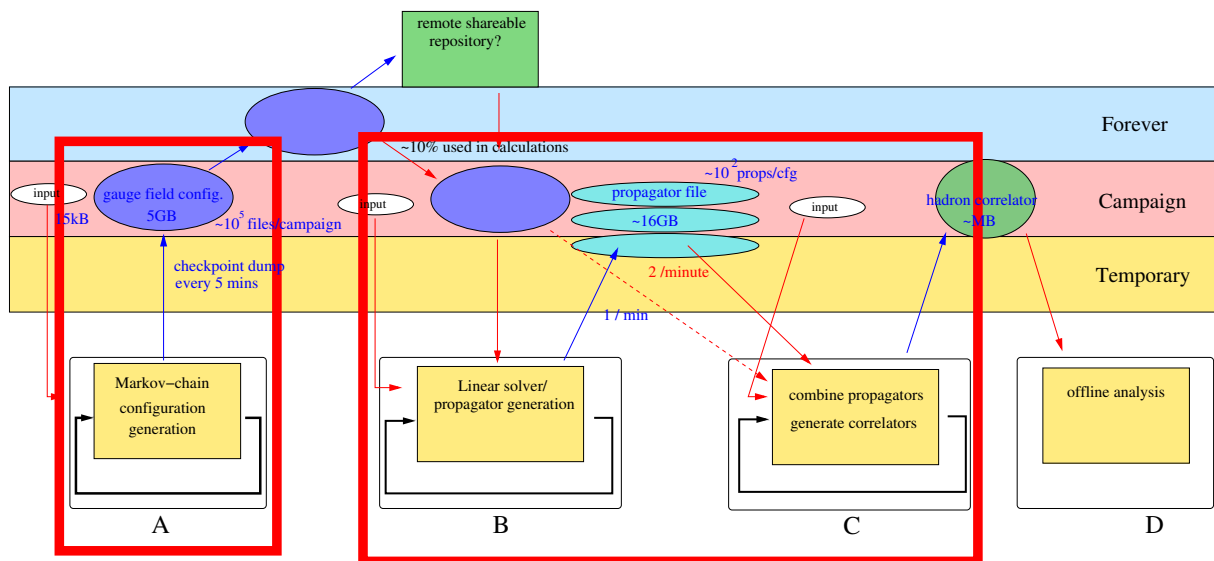 remote shareable
repository?
Forever
~10% used in calculations
input
15kB
gauge field config.
5GB
~10^5 files/campaign
input
propagator file
~16GB
~10^2 props/cfg
input
hadron correlator
~MB
Campaign
checkpoint dump
every 5 mins
2 /minute
1 / min
Temporary
Markov−chain
configuration
generation
Linear solver/
propagator generation
combine propagators
generate correlators
offline analysis
A
B
C
D